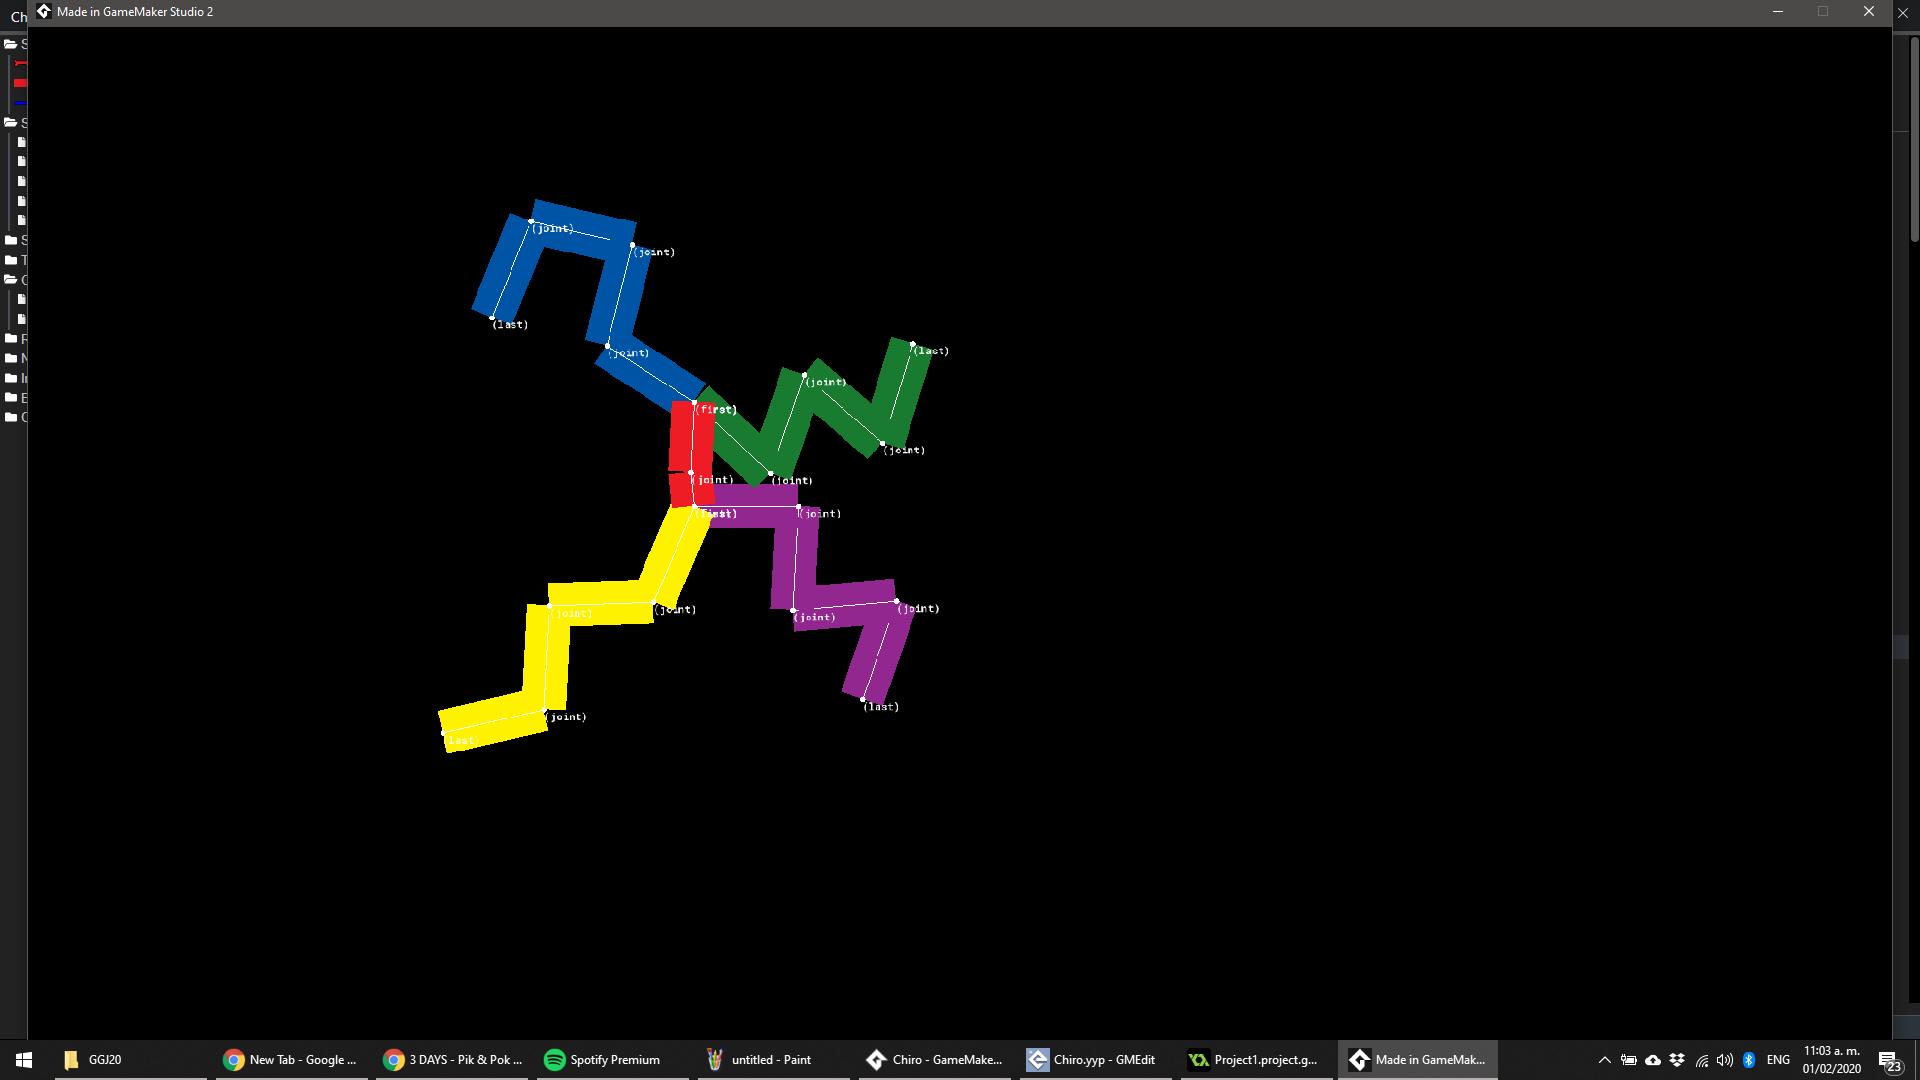 Ch
Made in GameMaker Studio 2
S
S
S
T
C
R
N
In
E
(joint)
(joint)
(last)
(joint)
(last)
(joint)
(first)
(joint)
(joint)
(joint)
(joint)
(joint)
(joint)
(joint)
(joint)
(joint)
(last)
(joint)
last)
GGJ20
New Tab - Google ...
3 DAYS - Pik & Pok ...
Spotify Premium
untitled - Paint
Chiro - GameMake...
Chiro.yyp - GMEdit
Project1.project.g...
Made in GameMak...
ENG
11:03 a. m.
01/02/2020
23